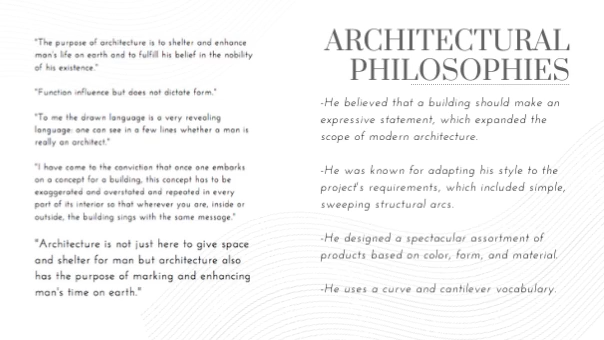 "The purpose of architecture is to shelter and enhance
man's life on earth and to fulfill his belief in the nobility
of his existence."
"Function influence but does not dictate form."
"To me the drawn language is a very revealing
language: one can see in a few lines whether a man is
really an architect."
"I have come to the conviction that once one embarks
on a concept for a building, this concept has to be
exaggerated and overstated and repeated in every
part of its interior so that wherever you are, inside or
outside, the building sings with the same message."
"Architecture is not just here to give space
and shelter for man but architecture also
has the purpose of marking and enhancing
man's time on earth."
ARCHITECTURAL
PHILOSOPHIES
-He believed that a building should make an
expressive statement, which expanded the
scope of modern architecture.
-He was known for adapting his style to the
project's requirements, which included simple,
sweeping structural arcs.
-He designed a spectacular assortment of
products based on color, form, and material.
-He uses a curve and cantilever vocabulary.